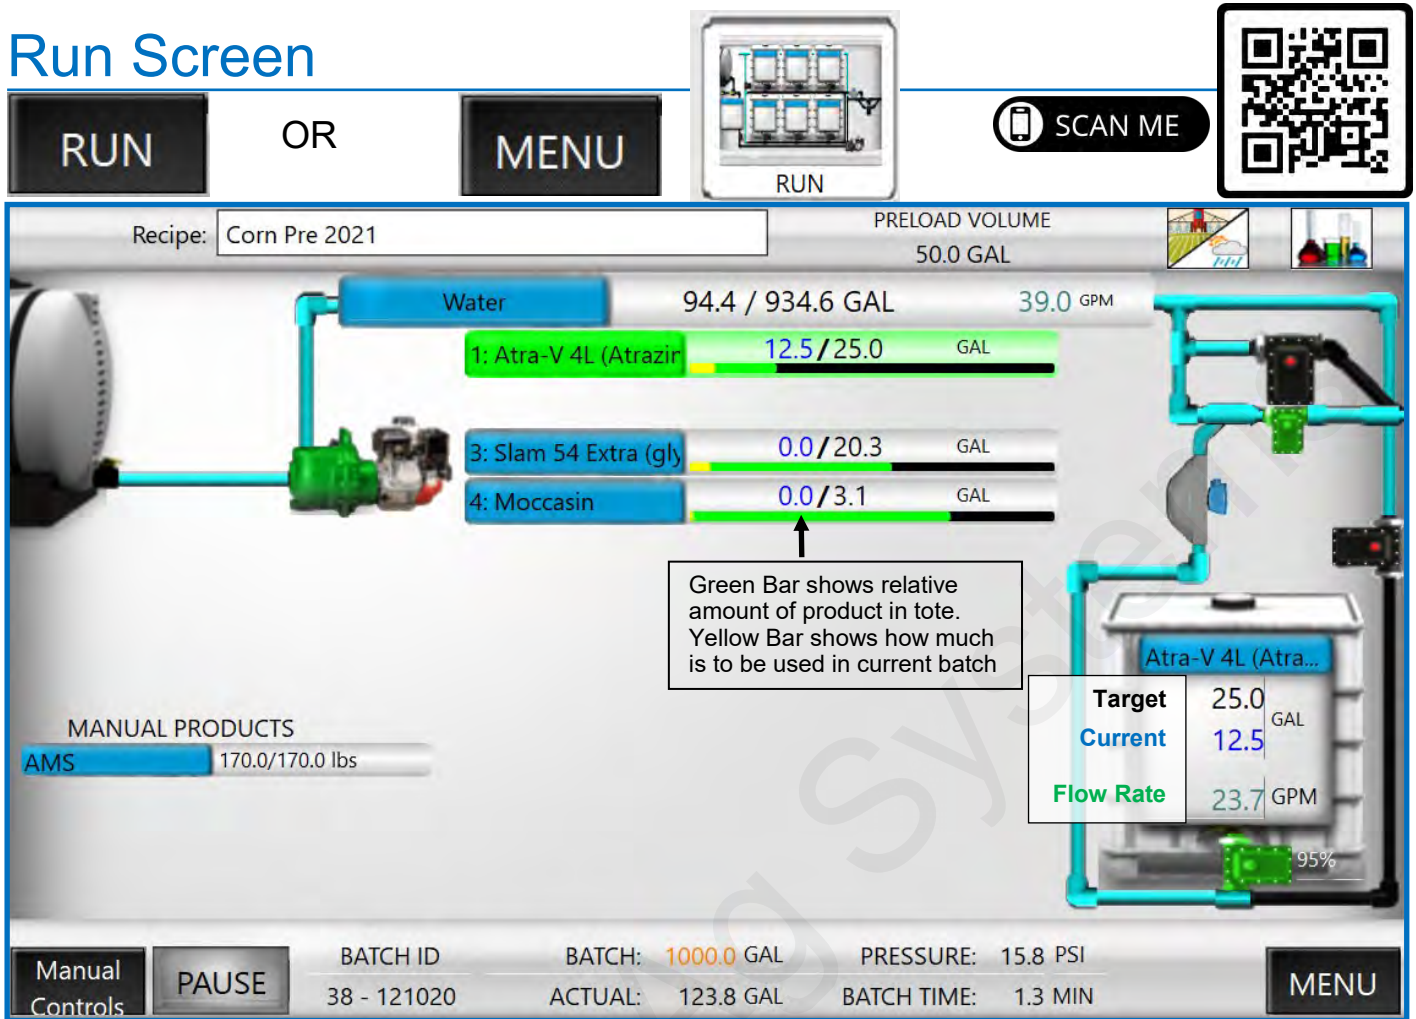 Run Screen
RUN
OR
MENU
RUN
SCAN ME
Recipe: Corn Pre 2021
PRELOAD VOLUME
50.0 GAL
Water 94.4 / 934.6 GAL 39.0 GPM
1: Atra-V 4L (Atrazin 12.5/25.0 GAL
3: Slam 54 Extra (gly 0.0/20.3 GAL
4: Moccasin 0.0/3.1 GAL
Green Bar shows relative
amount of product in tote.
Yellow Bar shows how much
is to be used in current batch
Atra-V 4L (Atra...
Target 25.0
GAL
Current 12.5
Flow Rate 23.7 GPM
95%
MANUAL PRODUCTS
AMS 170.0/170.0 lbs
Manual
Controls
PAUSE
BATCH ID
38 - 121020
BATCH: 1000.0 GAL
ACTUAL: 123.8 GAL
PRESSURE: 15.8 PSI
BATCH TIME: 1.3 MIN
MENU